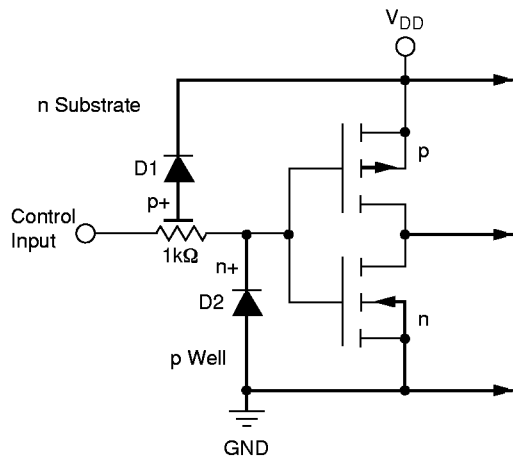 VDD
n Substrate
D1
p
p+
Control
Input
1kΩ
n+
D2
n
p Well
GND